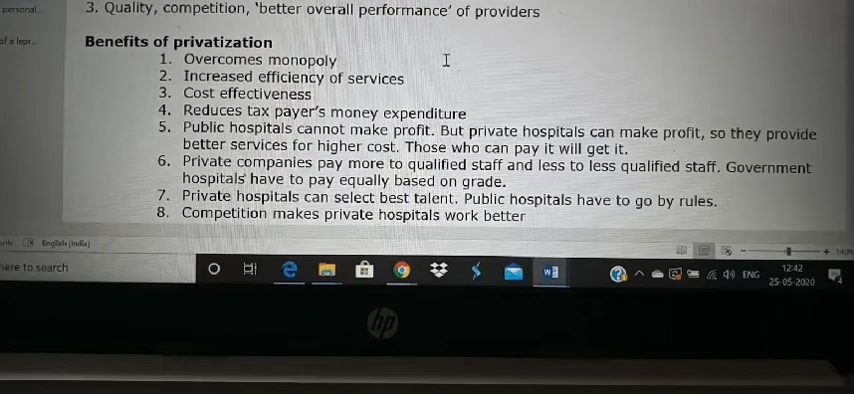 personal...
3. Quality, competition, ‘better overall performance’ of providers
of a lepr...
Benefits of privatization
1. Overcomes monopoly
2. Increased efficiency of services
3. Cost effectiveness
4. Reduces tax payer’s money expenditure
5. Public hospitals cannot make profit. But private hospitals can make profit, so they provide
better services for higher cost. Those who can pay it will get it.
6. Private companies pay more to qualified staff and less to less qualified staff. Government
hospitals have to pay equally based on grade.
7. Private hospitals can select best talent. Public hospitals have to go by rules.
8. Competition makes private hospitals work better
English (India)
here to search
ENG
12:42
25-05-2020
hp